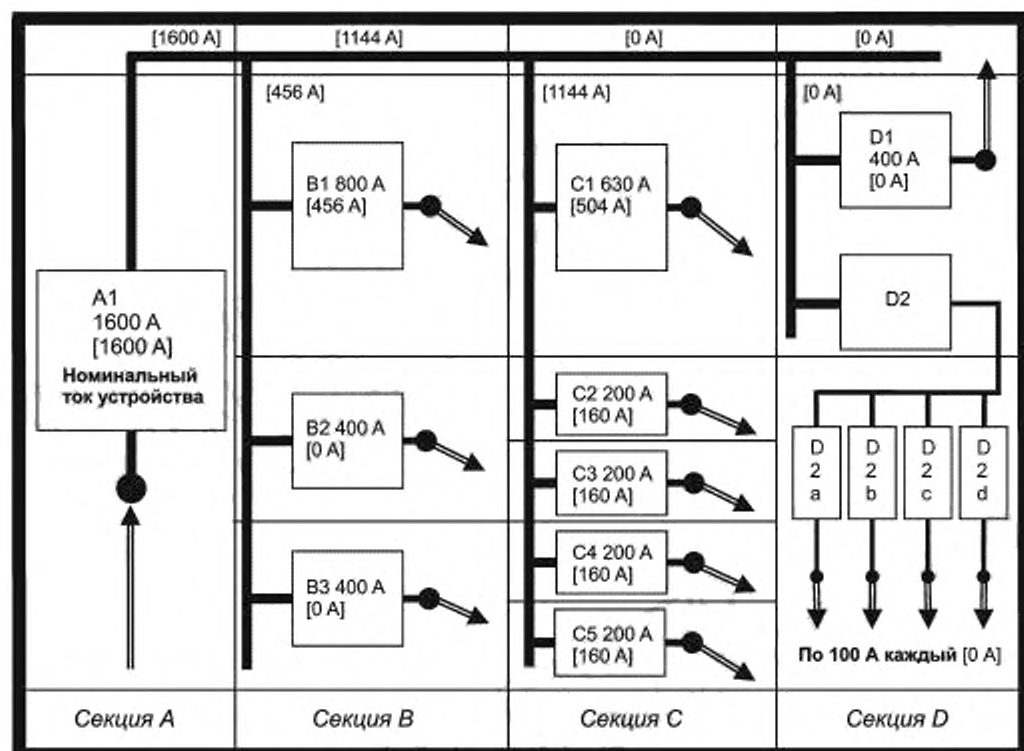 [1600 A]
[1144 A]
[0 A]
[0 A]
[456 A]
[1144 A]
[0 A]
A1
1600 A
[1600 A]
Номинальный
ток устройства
B1 800 A
[456 A]
B2 400 A
[0 A]
B3 400 A
[0 A]
C1 630 A
[504 A]
C2 200 A
[160 A]
C3 200 A
[160 A]
C4 200 A
[160 A]
C5 200 A
[160 A]
D1
400 A
[0 A]
D2
D
2
a
D
2
b
D
2
c
D
2
d
По 100 А каждый [0 A]
Секция A
Секция B
Секция C
Секция D